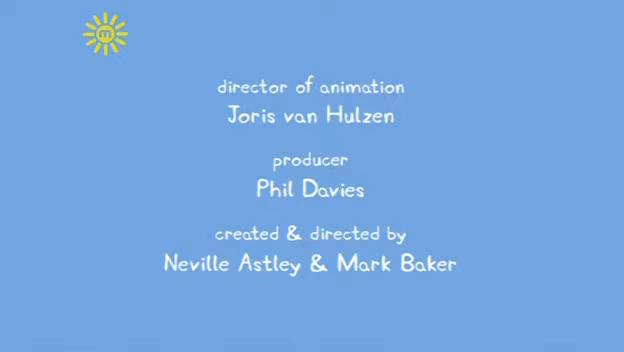 m
director of animation
Joris van Hulzen
producer
Phil Davies
created & directed by
Neville Astley & Mark Baker